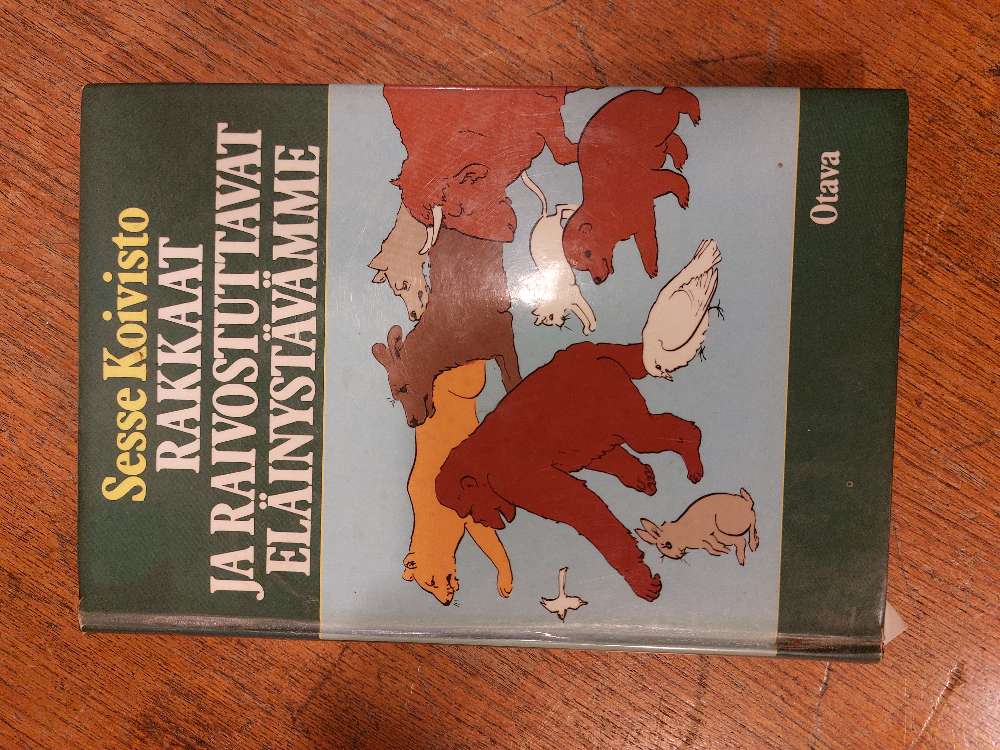 Sesse Koivisto
RAKKAAT
JA RAIVOSTUTTAVAT
ELÄINYSTÄVÄMME
Otava